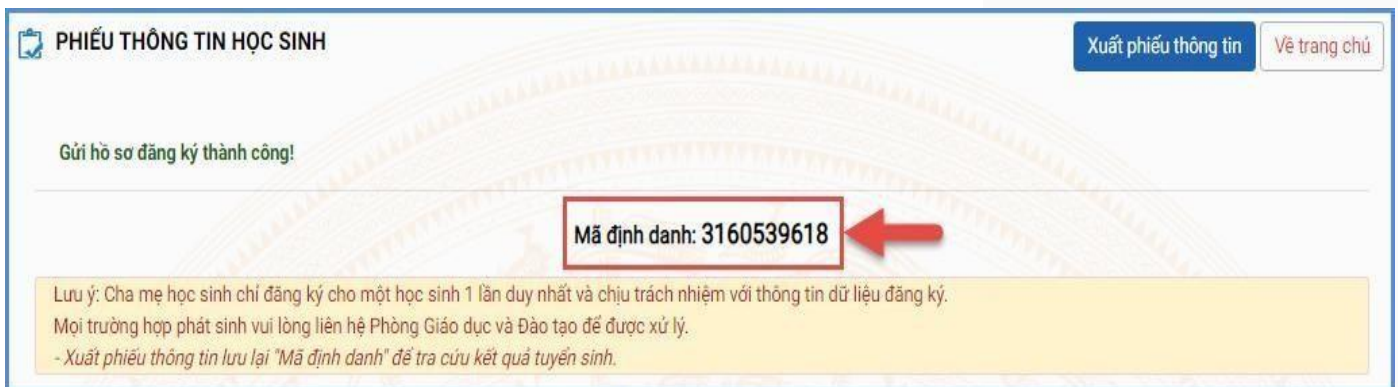 PHIẾU THÔNG TIN HỌC SINH
Xuất phiếu thông tin
Về trang chủ
Gửi hồ sơ đăng ký thành công!
Mã định danh: 3160539618
Lưu ý: Cha mẹ học sinh chỉ đăng ký cho một học sinh 1 lần duy nhất và chịu trách nhiệm với thông tin dữ liệu đăng ký.
Mọi trường hợp phát sinh vui lòng liên hệ Phòng Giáo dục và Đào tạo để được xử lý.
- Xuất phiếu thông tin lưu lại "Mã định danh" để tra cứu kết quả tuyển sinh.